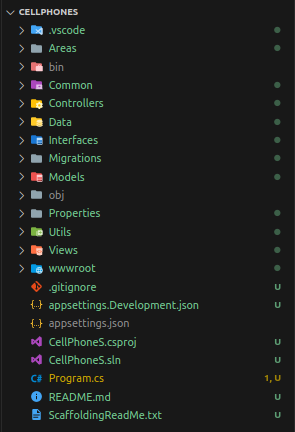 CELLPHONES
.vscode
Areas
bin
Common
Controllers
Data
Interfaces
Migrations
Models
obj
Properties
Utils
Views
wwwroot
.gitignore U
{..} appsettings.Development.json U
{..} appsettings.json
CellPhoneS.csproj U
CellPhoneS.sln U
C# Program.cs 1, U
README.md U
ScaffoldingReadMe.txt U